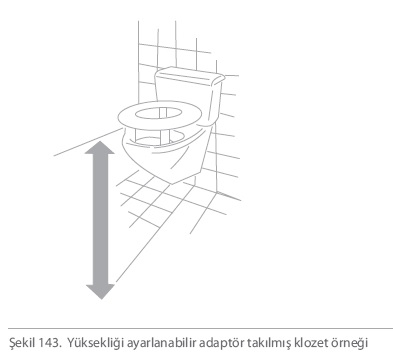 Şekil 143. Yüksekliği ayarlanabilir adaptör takılmış klozet örneği